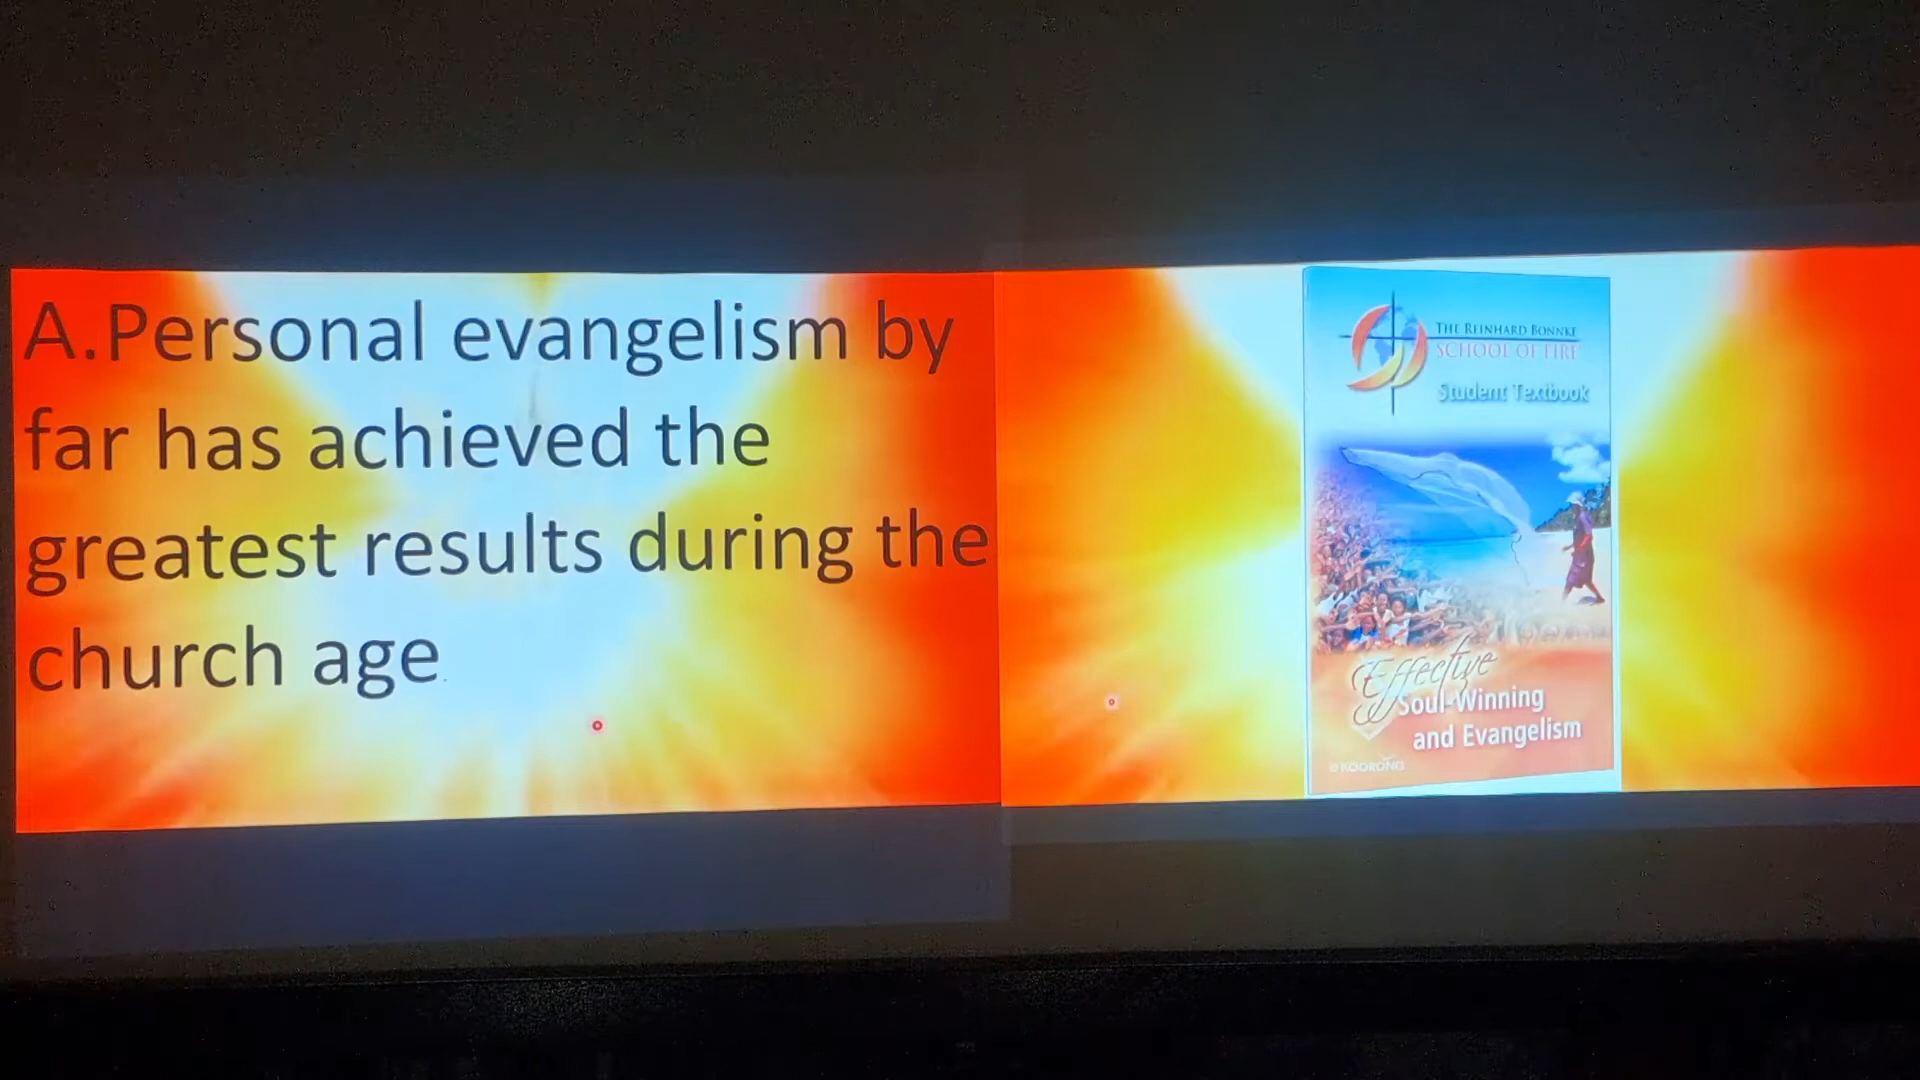 A.Personal evangelism by
far has achieved the
greatest results during the
church age.
THE REINHARD BONNKE
SCHOOL OF FIRE
Student Textbook
Effective
Soul-Winning
and Evangelism
KOORONG